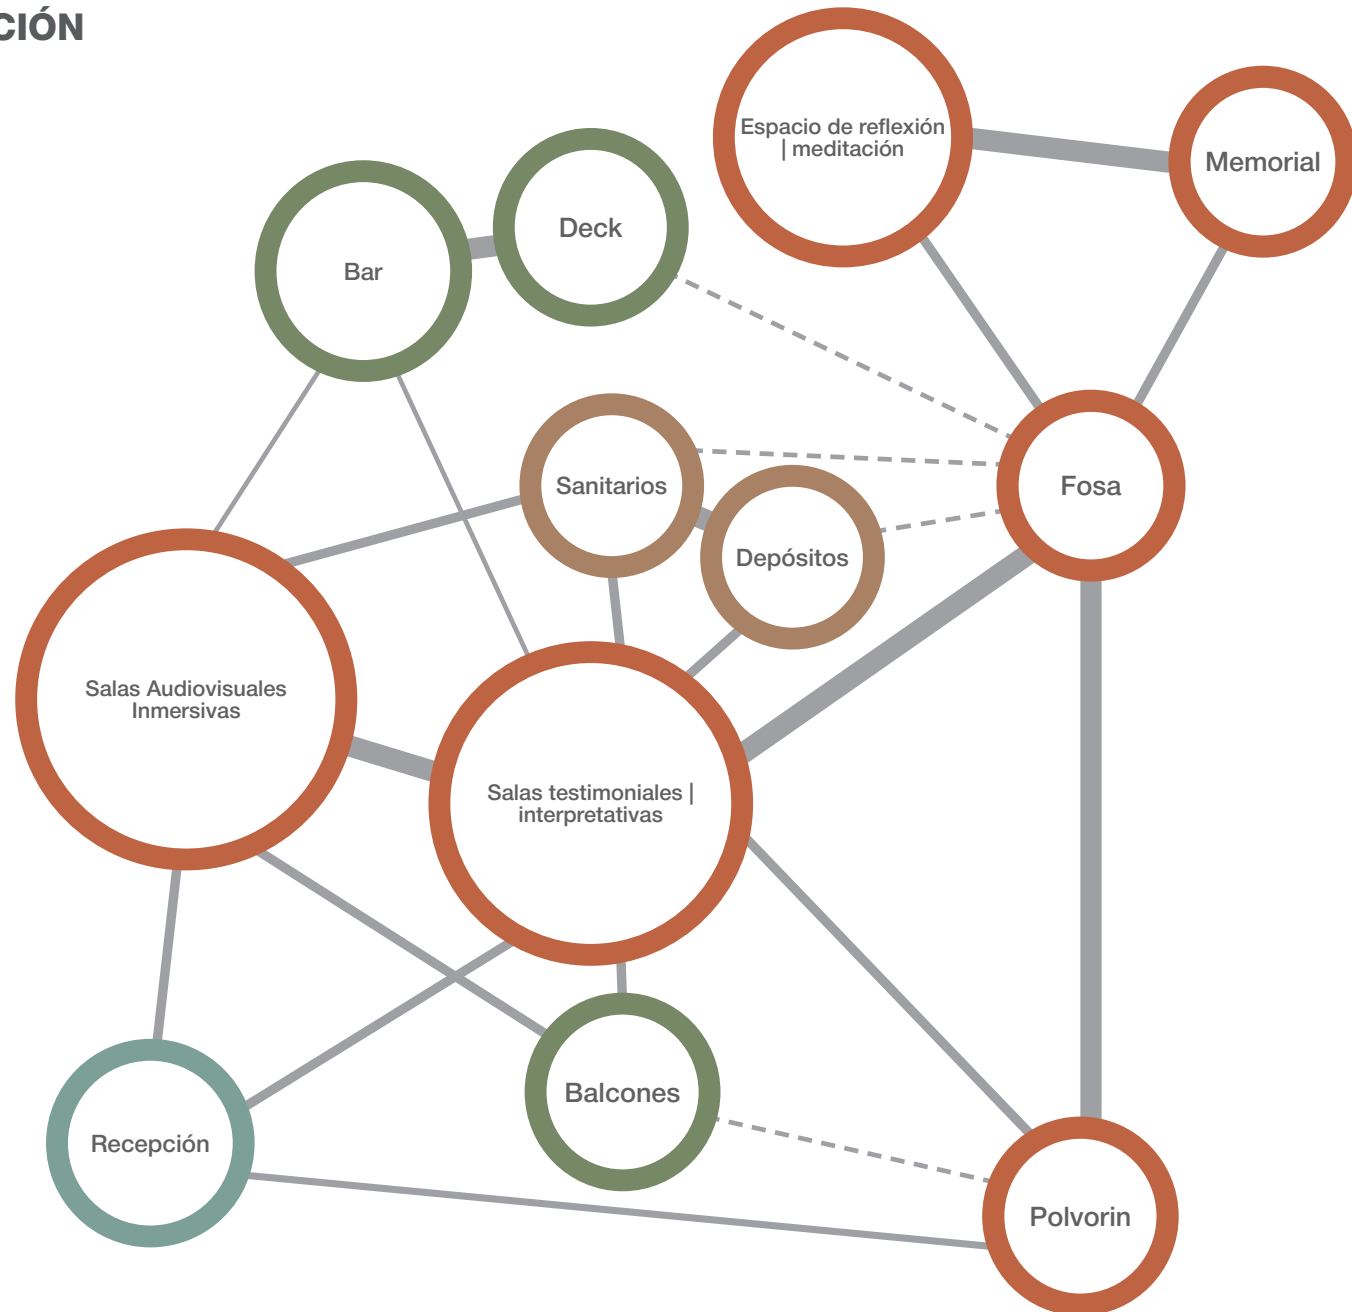 CIÓN
Espacio de reflexión
| meditación
Memorial
Deck
Bar
Sanitarios
Fosa
Depósitos
Salas Audiovisuales
Inmersivas
Salas testimoniales |
interpretativas
Balcones
Recepción
Polvorin